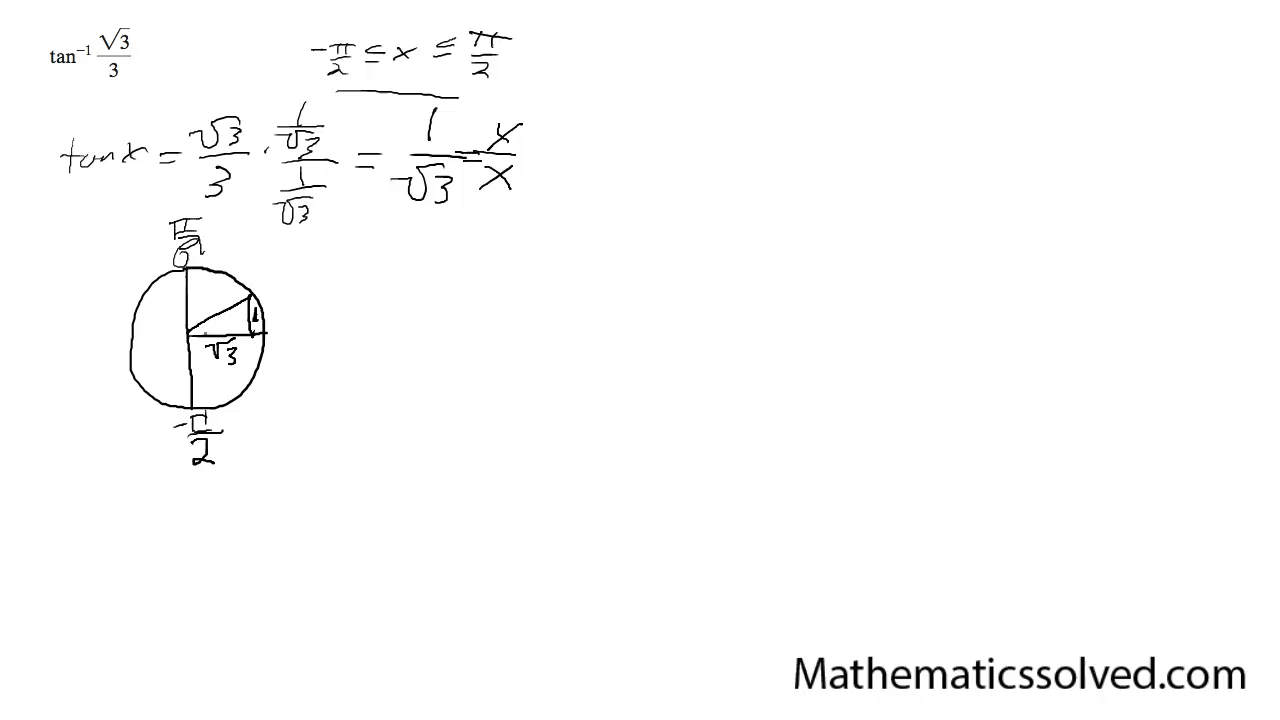 tan⁻¹ √3/3
-π/2 ≤ x ≤ π/2
tan x = √3/3 · (1/√3)/(1/√3) = 1/√3 = y/x
π/2
1
√3
-π/2
Mathematicssolved.com